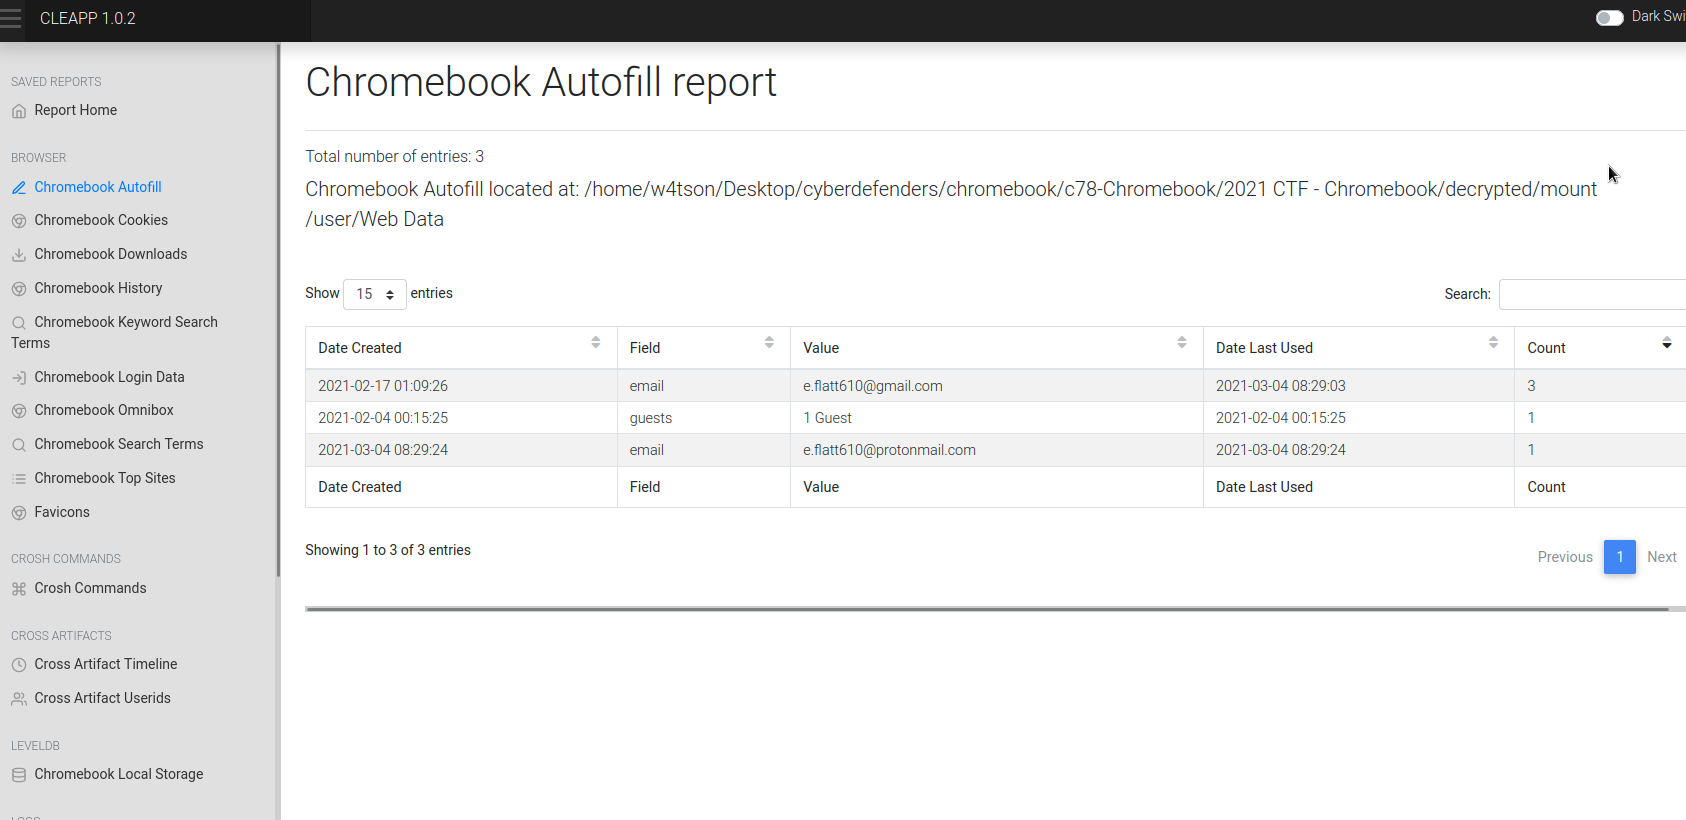 CLEAPP 1.0.2
Dark Swi
SAVED REPORTS
Report Home
BROWSER
Chromebook Autofill
Chromebook Cookies
Chromebook Downloads
Chromebook History
Chromebook Keyword Search
Terms
Chromebook Login Data
Chromebook Omnibox
Chromebook Search Terms
Chromebook Top Sites
Favicons
CROSH COMMANDS
Crosh Commands
CROSS ARTIFACTS
Cross Artifact Timeline
Cross Artifact Userids
LEVELDB
Chromebook Local Storage
Chromebook Autofill report
Total number of entries: 3
Chromebook Autofill located at: /home/w4tson/Desktop/cyberdefenders/chromebook/c78-Chromebook/2021 CTF - Chromebook/decrypted/mount
/user/Web Data
Show 15 entries
Search:
Date Created Field Value Date Last Used Count
2021-02-17 01:09:26 email e.flatt610@gmail.com 2021-03-04 08:29:03 3
2021-02-04 00:15:25 guests 1 Guest 2021-02-04 00:15:25 1
2021-03-04 08:29:24 email e.flatt610@protonmail.com 2021-03-04 08:29:24 1
Date Created Field Value Date Last Used Count
Showing 1 to 3 of 3 entries
Previous 1 Next